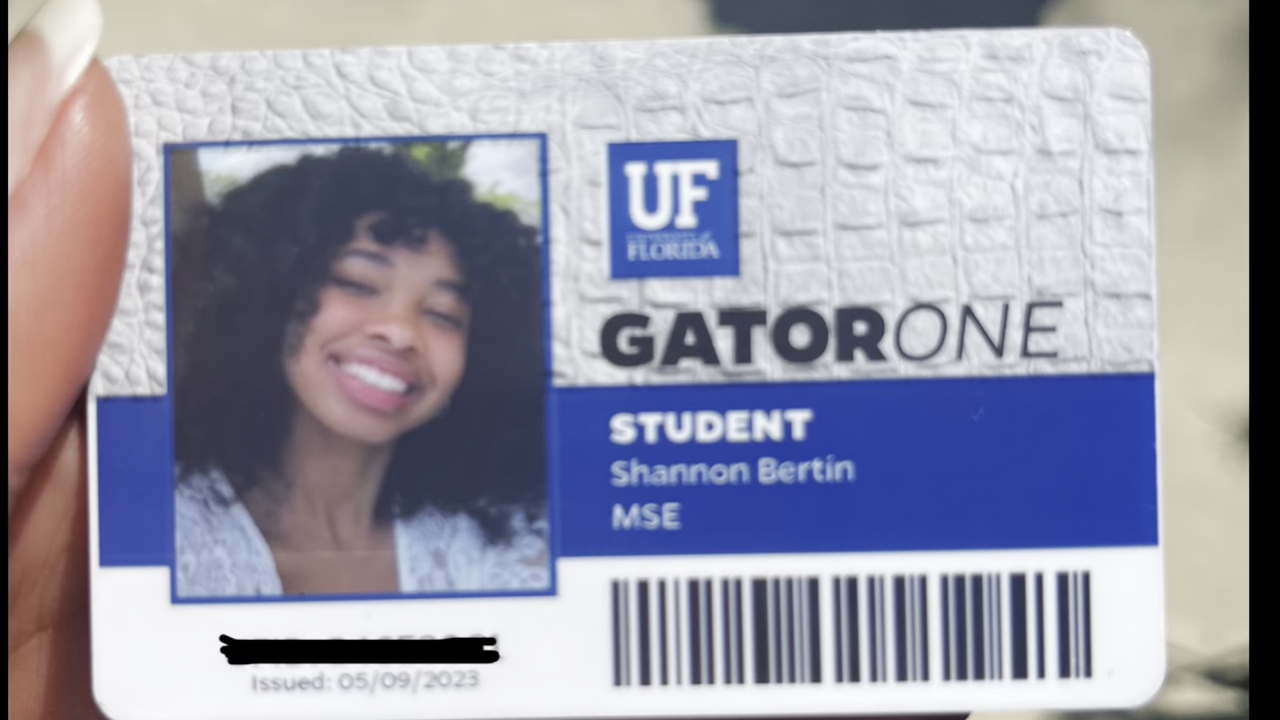 UF
UNIVERSITY of
FLORIDA
GATORONE
STUDENT
Shannon Bertin
MSE
Issued: 05/09/2023